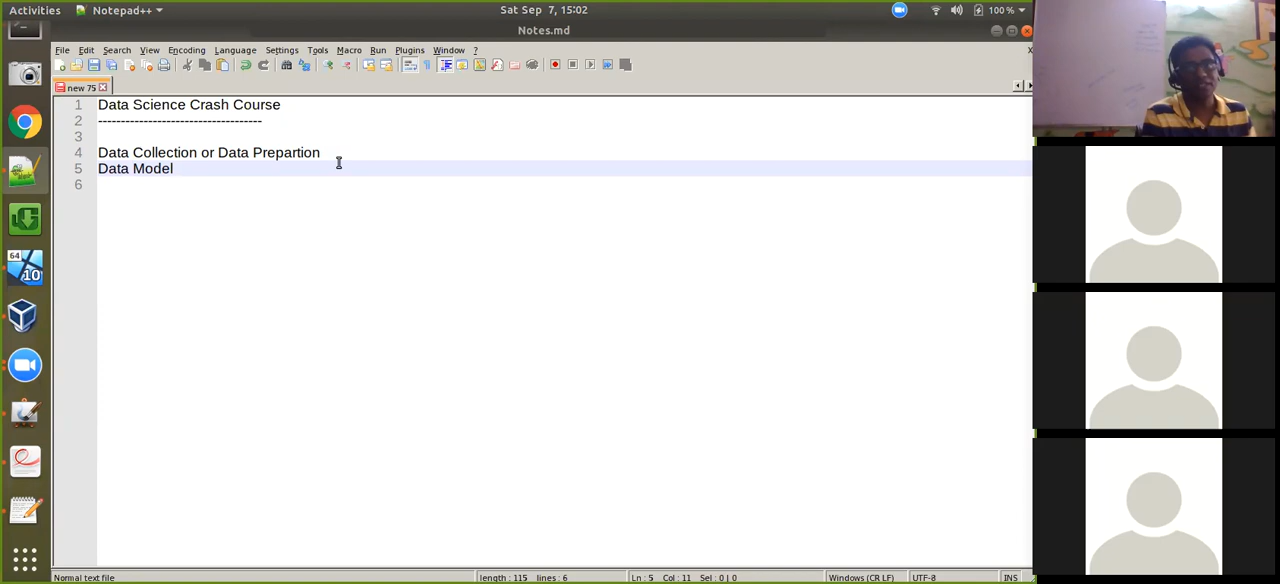 Activities Notepad++ Sat Sep 7, 15:02 100 %
Notes.md
File Edit Search View Encoding Language Settings Tools Macro Run Plugins Window ?
new 75
1 Data Science Crash Course
2 -----------------------------------
3
4 Data Collection or Data Prepartion
5 Data Model
6
64
10
Normal text file length : 115 lines : 6 Ln : 5 Col : 11 Sel : 0 | 0 Windows (CR LF) UTF-8 INS